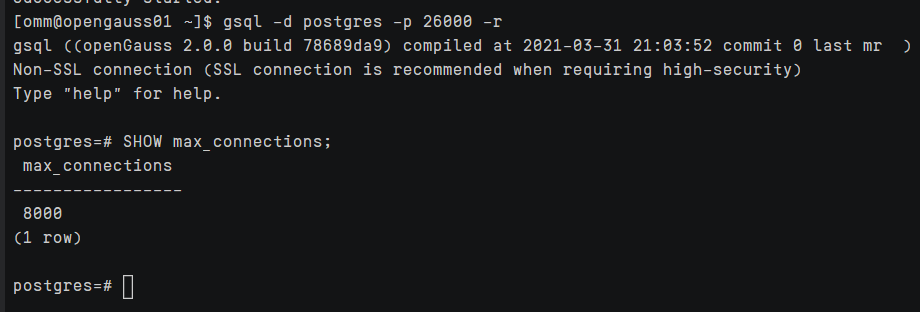 [omm@opengauss01 ~]$ gsql -d postgres -p 26000 -r
gsql ((openGauss 2.0.0 build 78689da9) compiled at 2021-03-31 21:03:52 commit 0 last mr  )
Non-SSL connection (SSL connection is recommended when requiring high-security)
Type "help" for help.

postgres=# SHOW max_connections;
 max_connections
-----------------
 8000
(1 row)

postgres=#